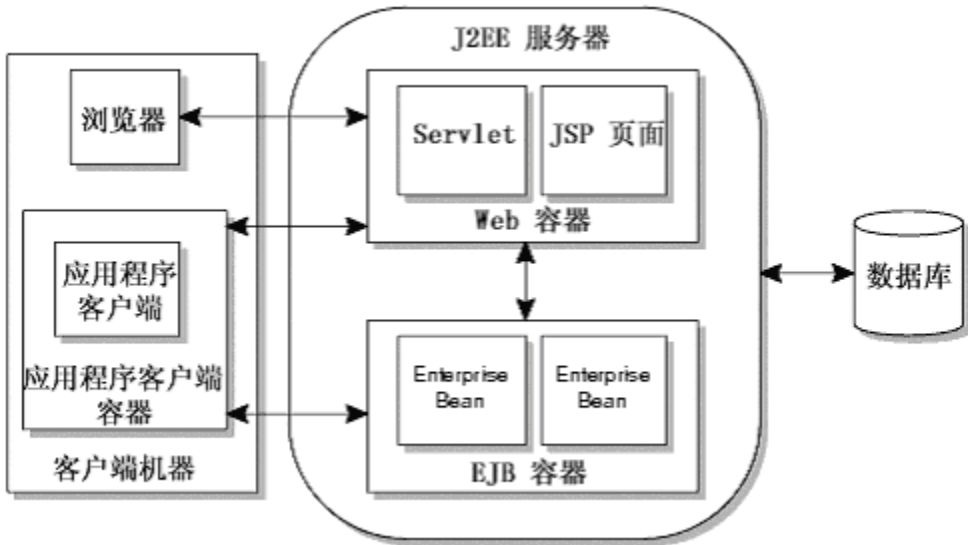 J2EE 服务器
浏览器
Servlet
JSP 页面
Web 容器
应用程序
客户端
应用程序客户端
容器
客户端机器
Enterprise
Bean
Enterprise
Bean
EJB 容器
数据库